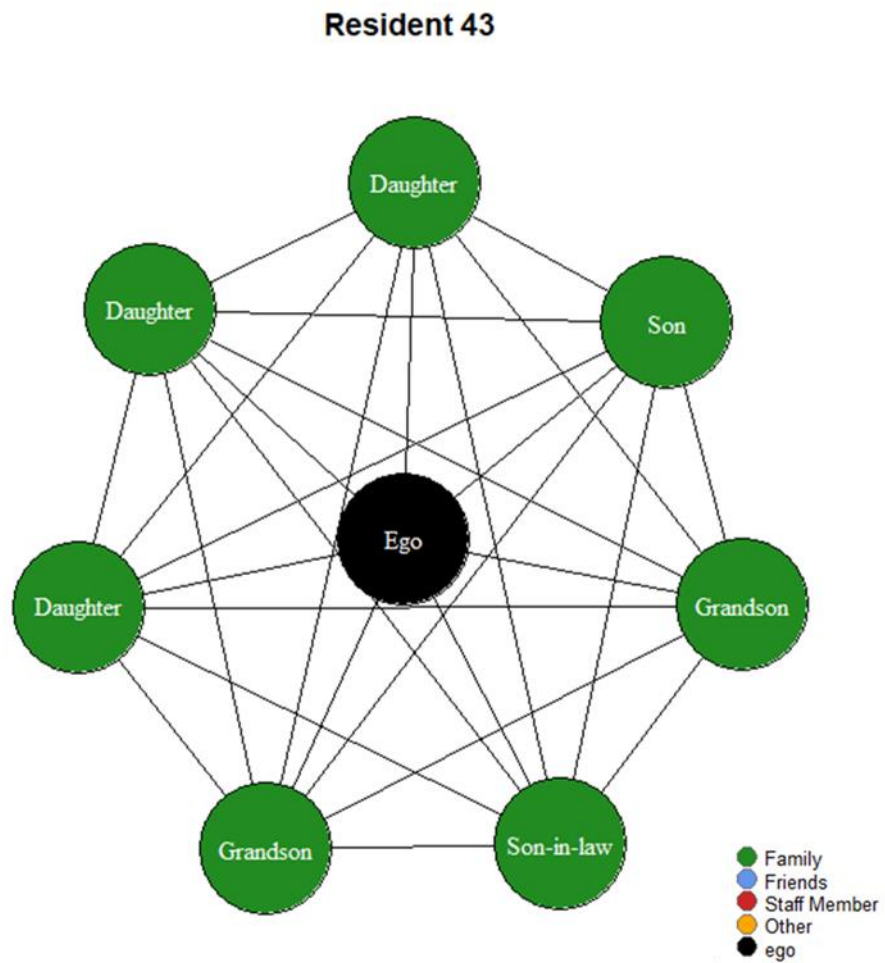 Resident 43
Daughter
Daughter
Son
Ego
Daughter
Grandson
Grandson
Son-in-law
Family
Friends
Staff Member
Other
ego